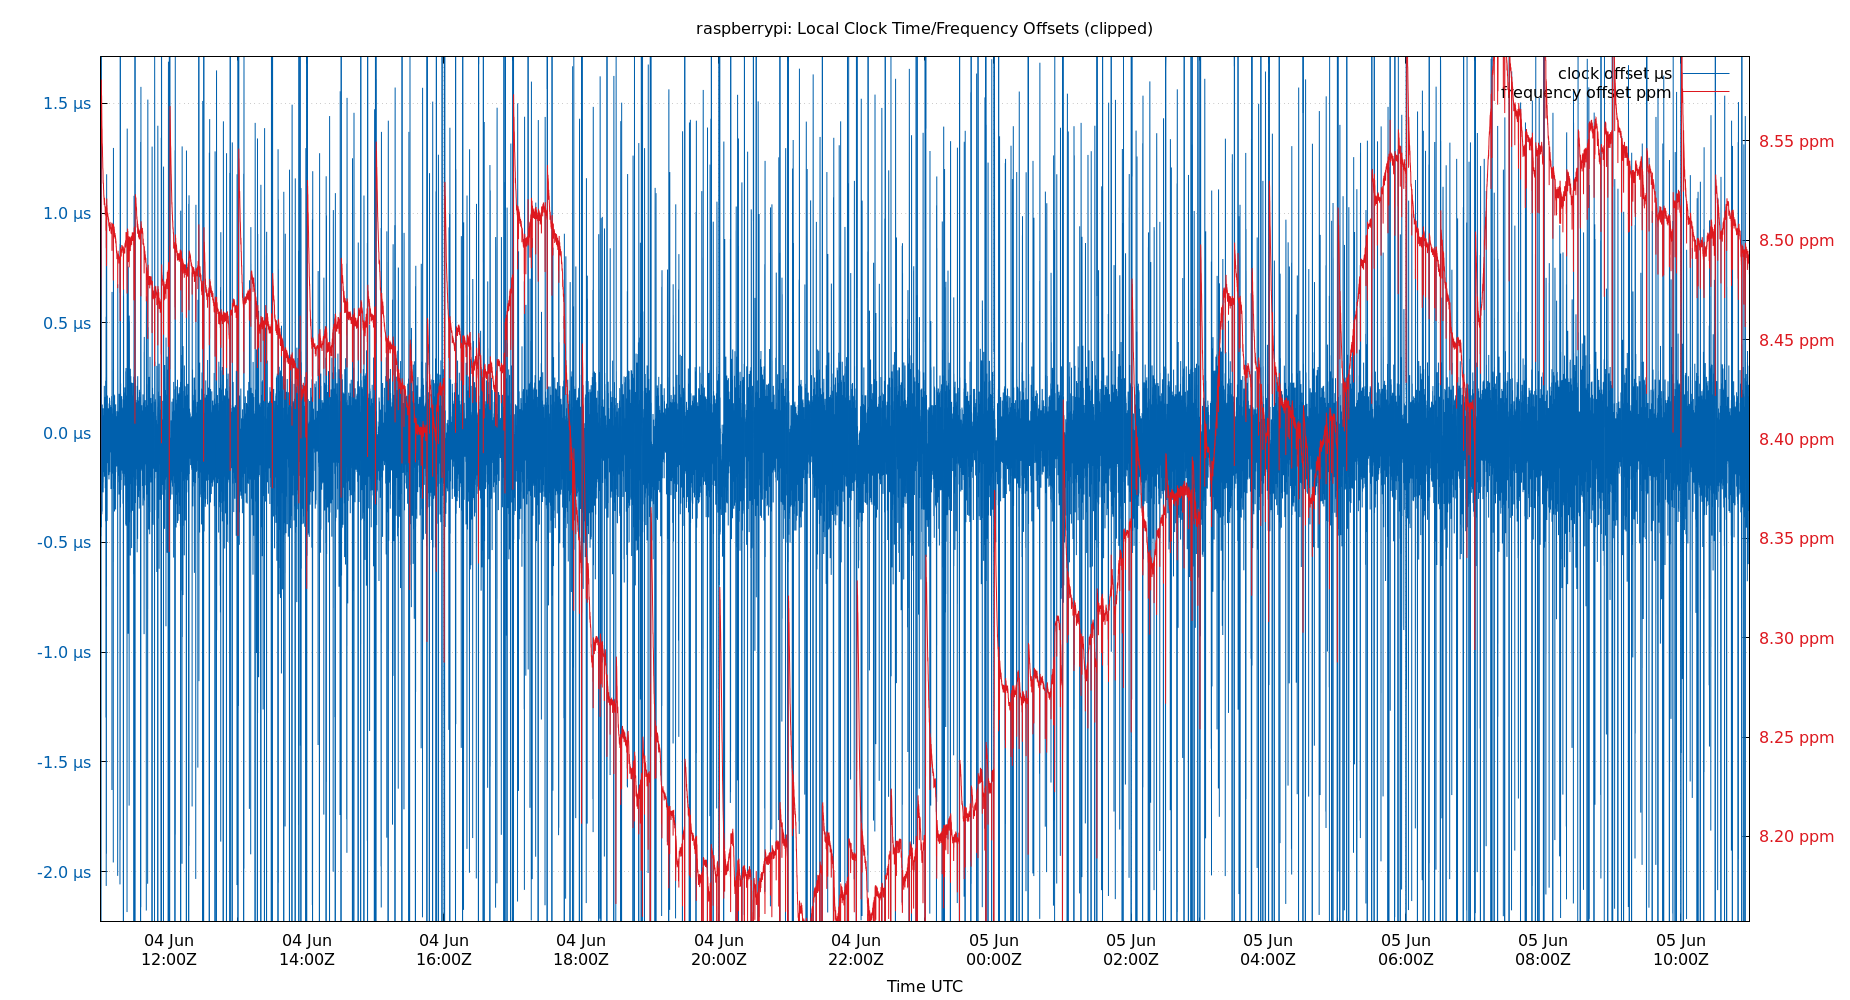 raspberrypi: Local Clock Time/Frequency Offsets (clipped)
clock offset µs
frequency offset ppm
1.5 µs
1.0 µs
0.5 µs
0.0 µs
-0.5 µs
-1.0 µs
-1.5 µs
-2.0 µs
8.55 ppm
8.50 ppm
8.45 ppm
8.40 ppm
8.35 ppm
8.30 ppm
8.25 ppm
8.20 ppm
04 Jun 04 Jun 04 Jun 04 Jun 04 Jun 04 Jun 05 Jun 05 Jun 05 Jun 05 Jun 05 Jun 05 Jun
12:00Z 14:00Z 16:00Z 18:00Z 20:00Z 22:00Z 00:00Z 02:00Z 04:00Z 06:00Z 08:00Z 10:00Z
Time UTC